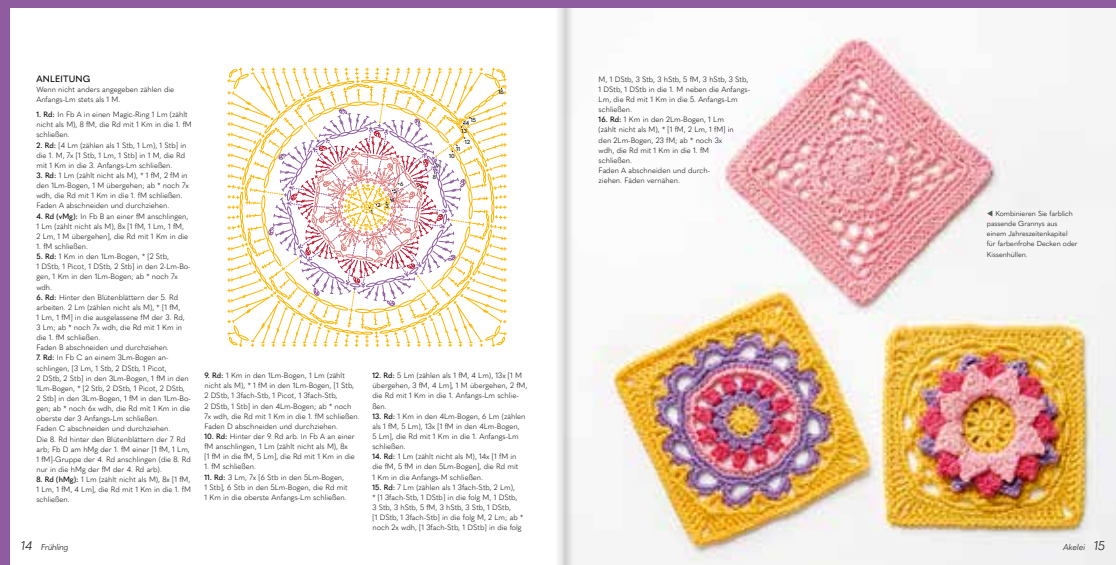 ANLEITUNG
Wenn nicht anders angegeben zählen die
Anfangs-Lm stets als 1 M.
1. Rd: In Fb A in einen Magic-Ring 1 Lm (zählt
nicht als M), 8 fM, die Rd mit 1 Km in die 1. fM
schließen.
2. Rd: [4 Lm (zählen als 1 Stb, 1 Lm), 1 Stb] in
die 1. M, 7x [1 Stb, 1 Lm, 1 Stb] in 1 M, die Rd
mit 1 Km in die 3. Anfangs-Lm schließen.
3. Rd: 1 Lm (zählt nicht als M), * 1 fM, 2 fM in
den 1Lm-Bogen, 1 M übergehen; ab * noch 7x
wdh, die Rd mit 1 Km in die 1. fM schließen.
Faden A abschneiden und durchziehen.
4. Rd (vMg): In Fb B an einer fM anschlingen,
1 Lm (zählt nicht als M), 8x [1 fM, 1 Lm, 1 fM,
2 Lm, 1 M übergehen], die Rd mit 1 Km in die
1. fM schließen.
5. Rd: 1 Km in den 1Lm-Bogen, * [2 Stb,
1 DStb, 1 Picot, 1 DStb, 2 Stb] in den 2-Lm-Bo-
gen, 1 Km in den 1Lm-Bogen; ab * noch 7x
wdh.
6. Rd: Hinter den Blütenblättern der 5. Rd
arbeiten. 2 Lm (zählen nicht als M), * [1 fM,
1 Lm, 1 fM] in die ausgelassene fM der 3. Rd,
3 Lm; ab * noch 7x wdh, die Rd mit 1 Km in
die 1. fM schließen.
Faden B abschneiden und durchziehen.
7. Rd: In Fb C an einem 3Lm-Bogen an-
schlingen, [3 Lm, 1 Stb, 2 DStb, 1 Picot,
2 DStb, 2 Stb] in den 3Lm-Bogen, 1 fM in den
1Lm-Bogen, * [2 Stb, 2 DStb, 1 Picot, 2 DStb,
2 Stb] in den 3Lm-Bogen, 1 fM in den 1Lm-Bo-
gen; ab * noch 6x wdh, die Rd mit 1 Km in die
oberste der 3 Anfangs-Lm schließen.
Faden C abschneiden und durchziehen.
Die 8. Rd hinter den Blütenblättern der 7. Rd
arb; Fb D am hMg der 1. fM einer [1 fM, 1 Lm,
1 fM]-Gruppe der 4. Rd anschlingen (die 8. Rd
nur in die hMg der fM der 4. Rd arb).
8. Rd (hMg): 1 Lm (zählt nicht als M), 8x [1 fM,
1 Lm, 1 fM, 4 Lm], die Rd mit 1 Km in die 1. fM
schließen.
9. Rd: 1 Km in den 1Lm-Bogen, 1 Lm (zählt
nicht als M), * 1 fM in den 1Lm-Bogen, [1 Stb,
2 DStb, 1 3fach-Stb, 1 Picot, 1 3fach-Stb,
2 DStb, 1 Stb] in den 4Lm-Bogen; ab * noch
7x wdh, die Rd mit 1 Km in die 1. fM schließen.
Faden D abschneiden und durchziehen.
10. Rd: Hinter der 9. Rd arb. In Fb A an einer
fM anschlingen, 1 Lm (zählt nicht als M), 8x
[1 fM in die fM, 5 Lm], die Rd mit 1 Km in die
1. fM schließen.
11. Rd: 3 Lm, 7x [6 Stb in den 5Lm-Bogen,
1 Stb], 6 Stb in den 5Lm-Bogen, die Rd mit
1 Km in die oberste Anfangs-Lm schließen.
12. Rd: 5 Lm (zählen als 1 fM, 4 Lm), 13x [1 M
übergehen, 3 fM, 4 Lm], 1 M übergehen, 2 fM,
die Rd mit 1 Km in die 1. Anfangs-Lm schlie-
ßen.
13. Rd: 1 Km in den 4Lm-Bogen, 6 Lm (zählen
als 1 fM, 5 Lm), 13x [1 fM in den 4Lm-Bogen,
5 Lm], die Rd mit 1 Km in die 1. Anfangs-Lm
schließen.
14. Rd: 1 Lm (zählt nicht als M), 14x [1 fM in
die fM, 5 fM in den 5Lm-Bogen], die Rd mit
1 Km in die Anfangs-M schließen.
15. Rd: 7 Lm (zählen als 1 3fach-Stb, 2 Lm),
* [1 3fach-Stb, 1 DStb] in die folg M, 1 DStb,
3 Stb, 3 hStb, 5 fM, 3 hStb, 3 Stb, 1 DStb,
[1 DStb, 1 3fach-Stb] in die folg M, 2 Lm; ab *
noch 2x wdh, [1 3fach-Stb, 1 DStb] in die folg
14 Frühling
M, 1 DStb, 3 Stb, 3 hStb, 5 fM, 3 hStb, 3 Stb,
1 DStb, 1 DStb in die 1. M neben die Anfangs-
Lm, die Rd mit 1 Km in die 5. Anfangs-Lm
schließen.
16. Rd: 1 Km in den 2Lm-Bogen, 1 Lm
(zählt nicht als M), * [1 fM, 2 Lm, 1 fM] in
den 2Lm-Bogen, 23 fM; ab * noch 3x
wdh, die Rd mit 1 Km in die 1. fM
schließen.
Faden A abschneiden und durch-
ziehen. Fäden vernähen.
◀ Kombinieren Sie farblich
passende Grannys aus
einem Jahreszeitenkapitel
für farbenfrohe Decken oder
Kissenhüllen.
Akelei 15